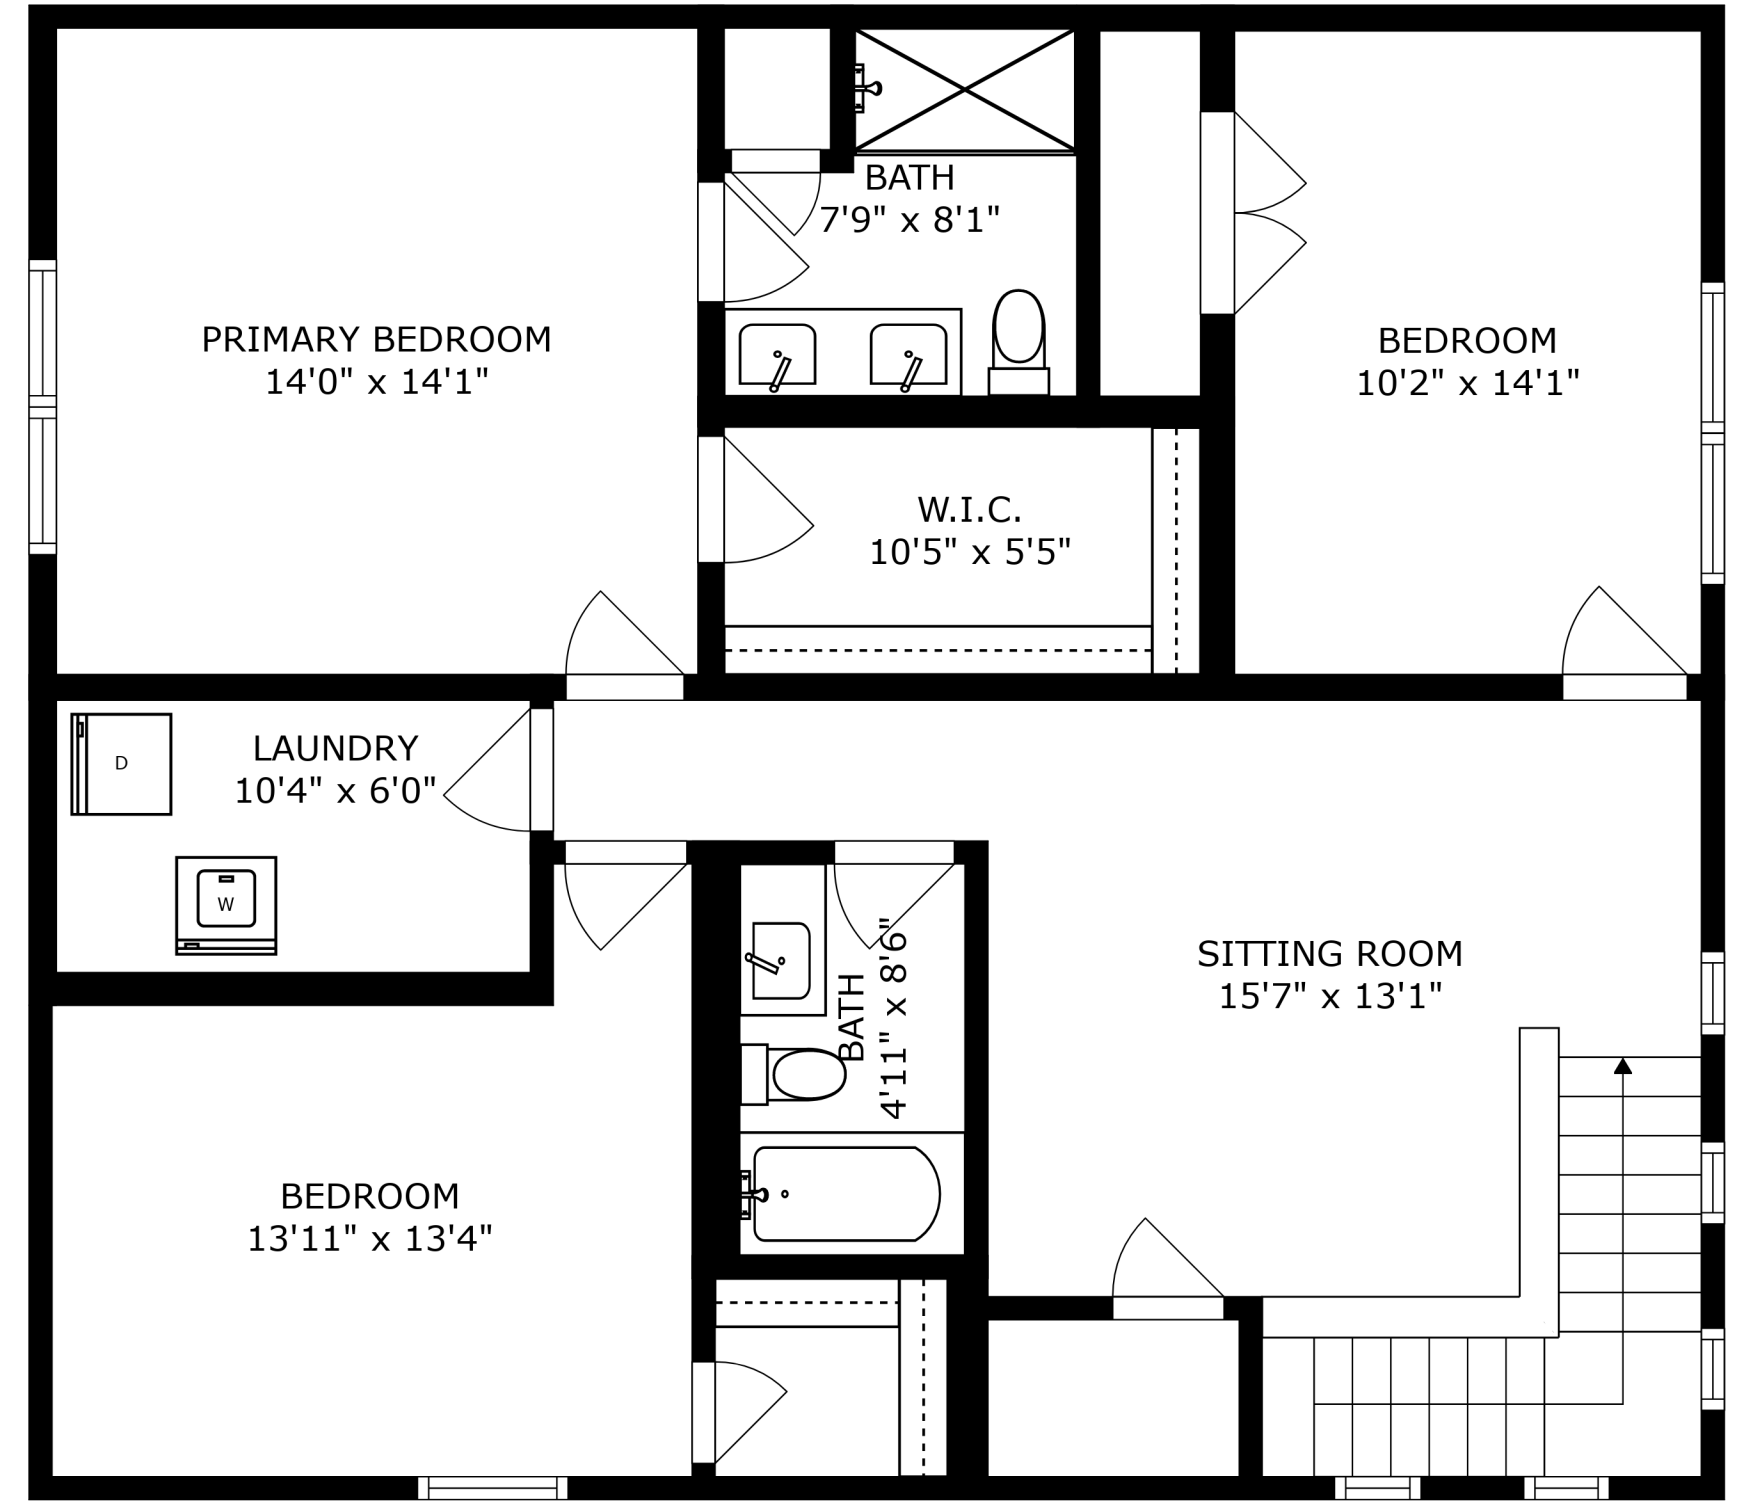 BATH
7'9" x 8'1"
PRIMARY BEDROOM
14'0" x 14'1"
BEDROOM
10'2" x 14'1"
W.I.C.
10'5" x 5'5"
LAUNDRY
10'4" x 6'0"
D
W
BATH
4'11" x 8'6"
SITTING ROOM
15'7" x 13'1"
BEDROOM
13'11" x 13'4"